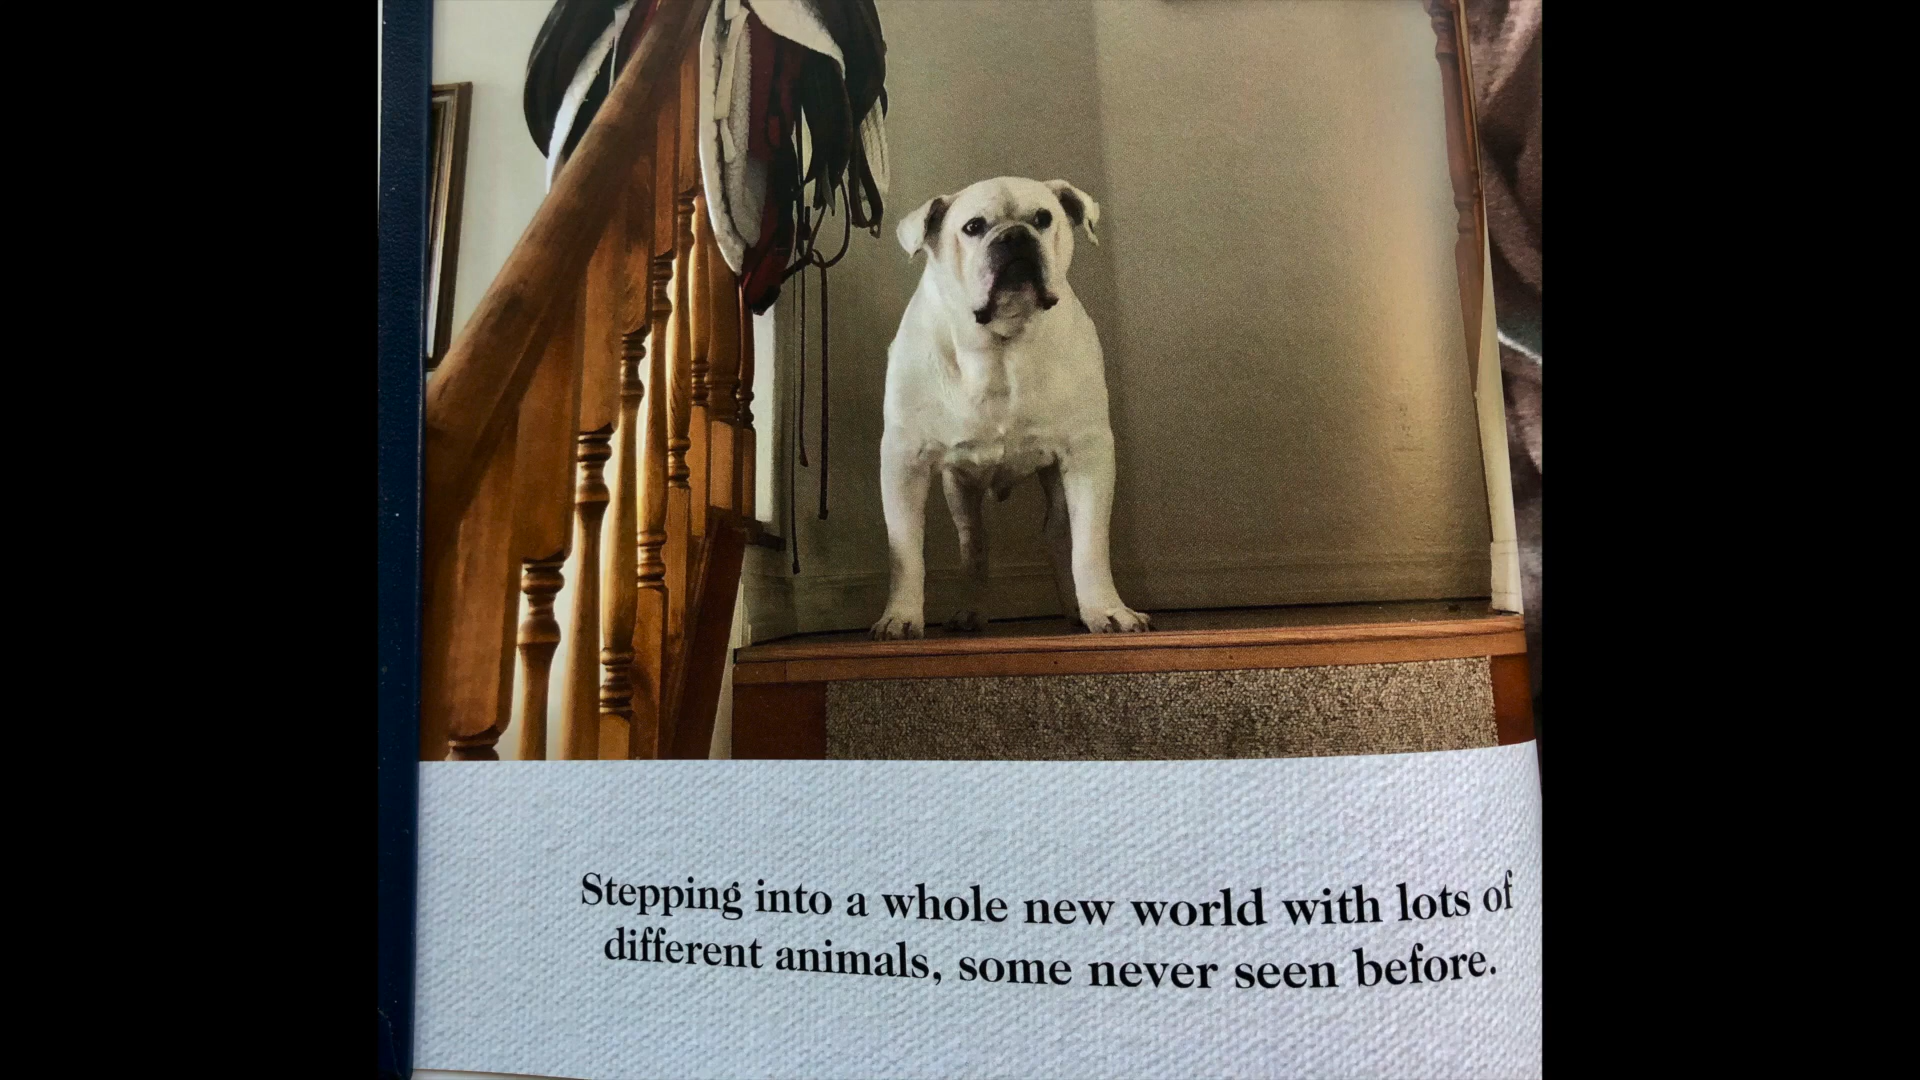 Stepping into a whole new world with lots of
different animals, some never seen before.